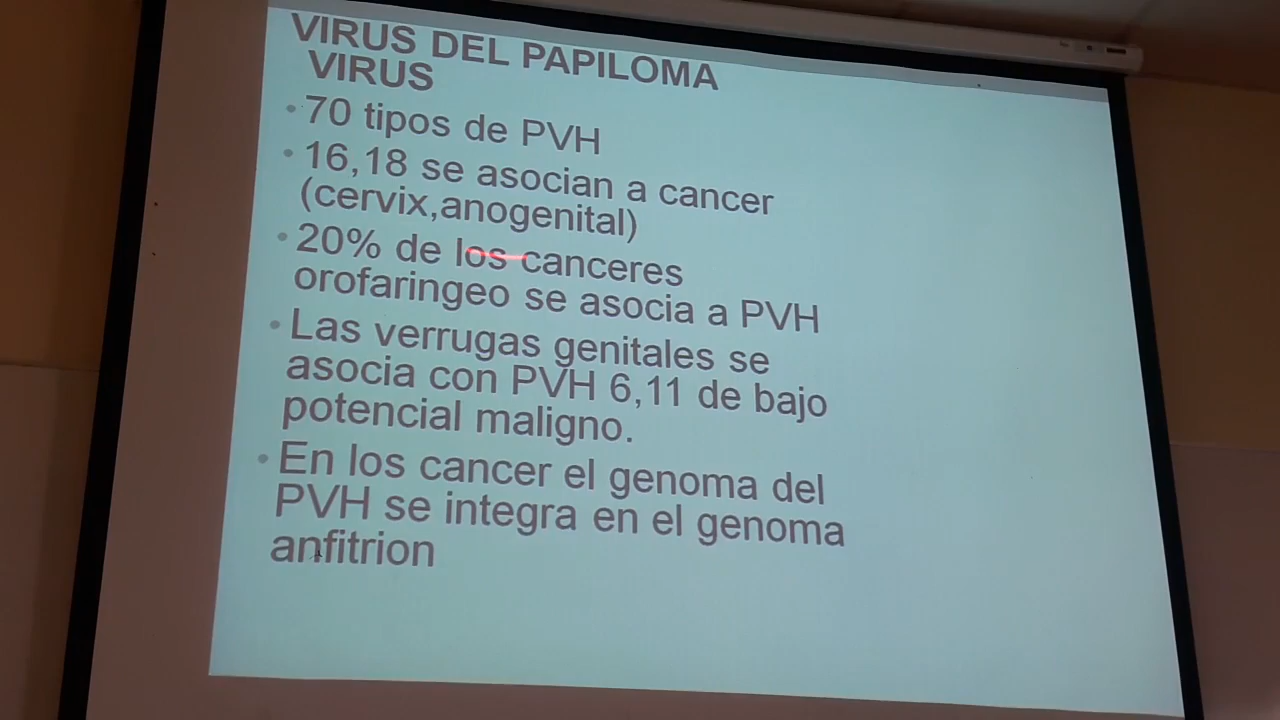 VIRUS DEL PAPILOMA
VIRUS
•70 tipos de PVH
•16,18 se asocian a cancer
(cervix,anogenital)
•20% de los canceres
orofaringeo se asocia a PVH
•Las verrugas genitales se
asocia con PVH 6,11 de bajo
potencial maligno.
•En los cancer el genoma del
PVH se integra en el genoma
anfitrion